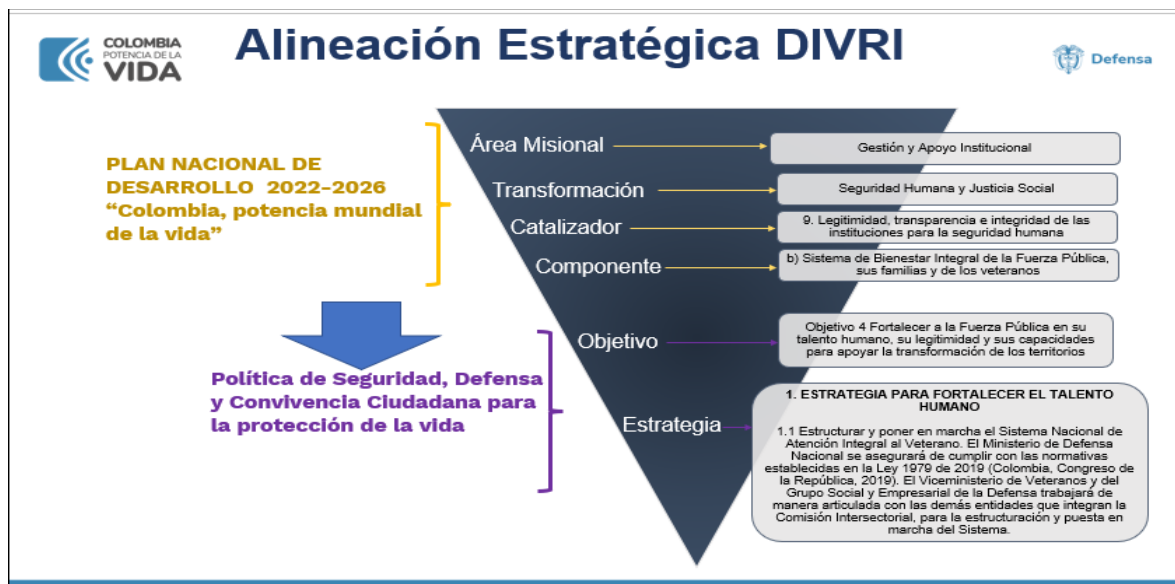 COLOMBIA
POTENCIA DE LA
VIDA
Alineación Estratégica DIVRI
Defensa
PLAN NACIONAL DE
DESARROLLO 2022-2026
“Colombia, potencia mundial
de la vida”
Área Misional
Gestión y Apoyo Institucional
Transformación
Seguridad Humana y Justicia Social
Catalizador
9. Legitimidad, transparencia e integridad de las
instituciones para la seguridad humana
Componente
b) Sistema de Bienestar Integral de la Fuerza Pública,
sus familias y de los veteranos
Política de Seguridad, Defensa
y Convivencia Ciudadana para
la protección de la vida
Objetivo
Objetivo 4 Fortalecer a la Fuerza Pública en su
talento humano, su legitimidad y sus capacidades
para apoyar la transformación de los territorios
Estrategia
1. ESTRATEGIA PARA FORTALECER EL TALENTO
HUMANO
1.1 Estructurar y poner en marcha el Sistema Nacional de
Atención Integral al Veterano. El Ministerio de Defensa
Nacional se asegurará de cumplir con las normativas
establecidas en la Ley 1979 de 2019 (Colombia, Congreso de
la República, 2019). El Viceministerio de Veteranos y del
Grupo Social y Empresarial de la Defensa trabajará de
manera articulada con las demás entidades que integran la
Comisión Intersectorial, para la estructuración y puesta en
marcha del Sistema.